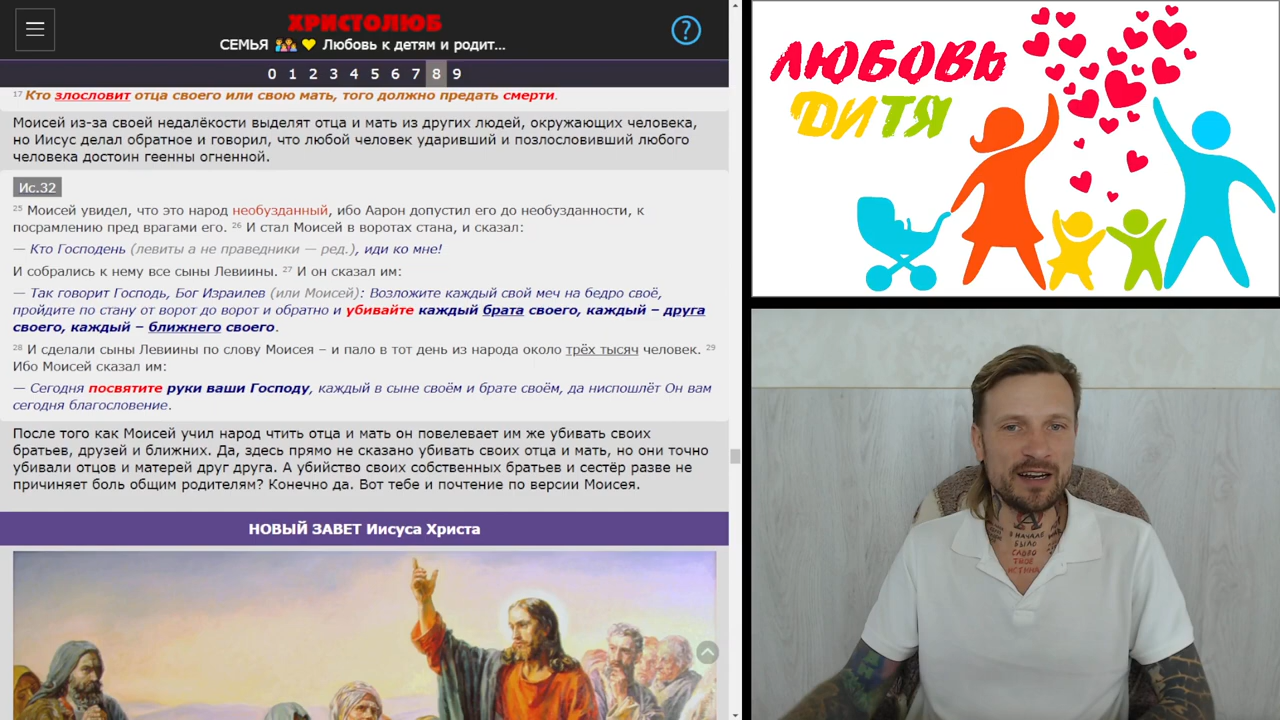 ХРИСТОЛЮБ
СЕМЬЯ 👨‍👩‍👧 💛 Любовь к детям и родит...
0 1 2 3 4 5 6 7 8 9
17 Кто злословит отца своего или свою мать, того должно предать смерти.
Моисей из-за своей недалёкости выделят отца и мать из других людей, окружающих человека,
но Иисус делал обратное и говорил, что любой человек ударивший и позлословивший любого
человека достоин геенны огненной.
Ис.32
25 Моисей увидел, что это народ необузданный, ибо Аарон допустил его до необузданности, к
посрамлению пред врагами его. 26 И стал Моисей в воротах стана, и сказал:
— Кто Господень (левиты а не праведники — ред.), иди ко мне!
И собрались к нему все сыны Левиины. 27 И он сказал им:
— Так говорит Господь, Бог Израилев (или Моисей): Возложите каждый свой меч на бедро своё,
пройдите по стану от ворот до ворот и обратно и убивайте каждый брата своего, каждый – друга
своего, каждый – ближнего своего.
28 И сделали сыны Левиины по слову Моисея – и пало в тот день из народа около трёх тысяч человек. 29
Ибо Моисей сказал им:
— Сегодня посвятите руки ваши Господу, каждый в сыне своём и брате своём, да ниспошлёт Он вам
сегодня благословение.
После того как Моисей учил народ чтить отца и мать он повелевает им же убивать своих
братьев, друзей и ближних. Да, здесь прямо не сказано убивать своих отца и мать, но они точно
убивали отцов и матерей друг друга. А убийство своих собственных братьев и сестёр разве не
причиняет боль общим родителям? Конечно да. Вот тебе и почтение по версии Моисея.
НОВЫЙ ЗАВЕТ Иисуса Христа
ЛЮБОВЬ
ДИТЯ
В НАЧАЛЕ
БЫЛО
СЛОВО
ТВОЕ
ИСТИНА